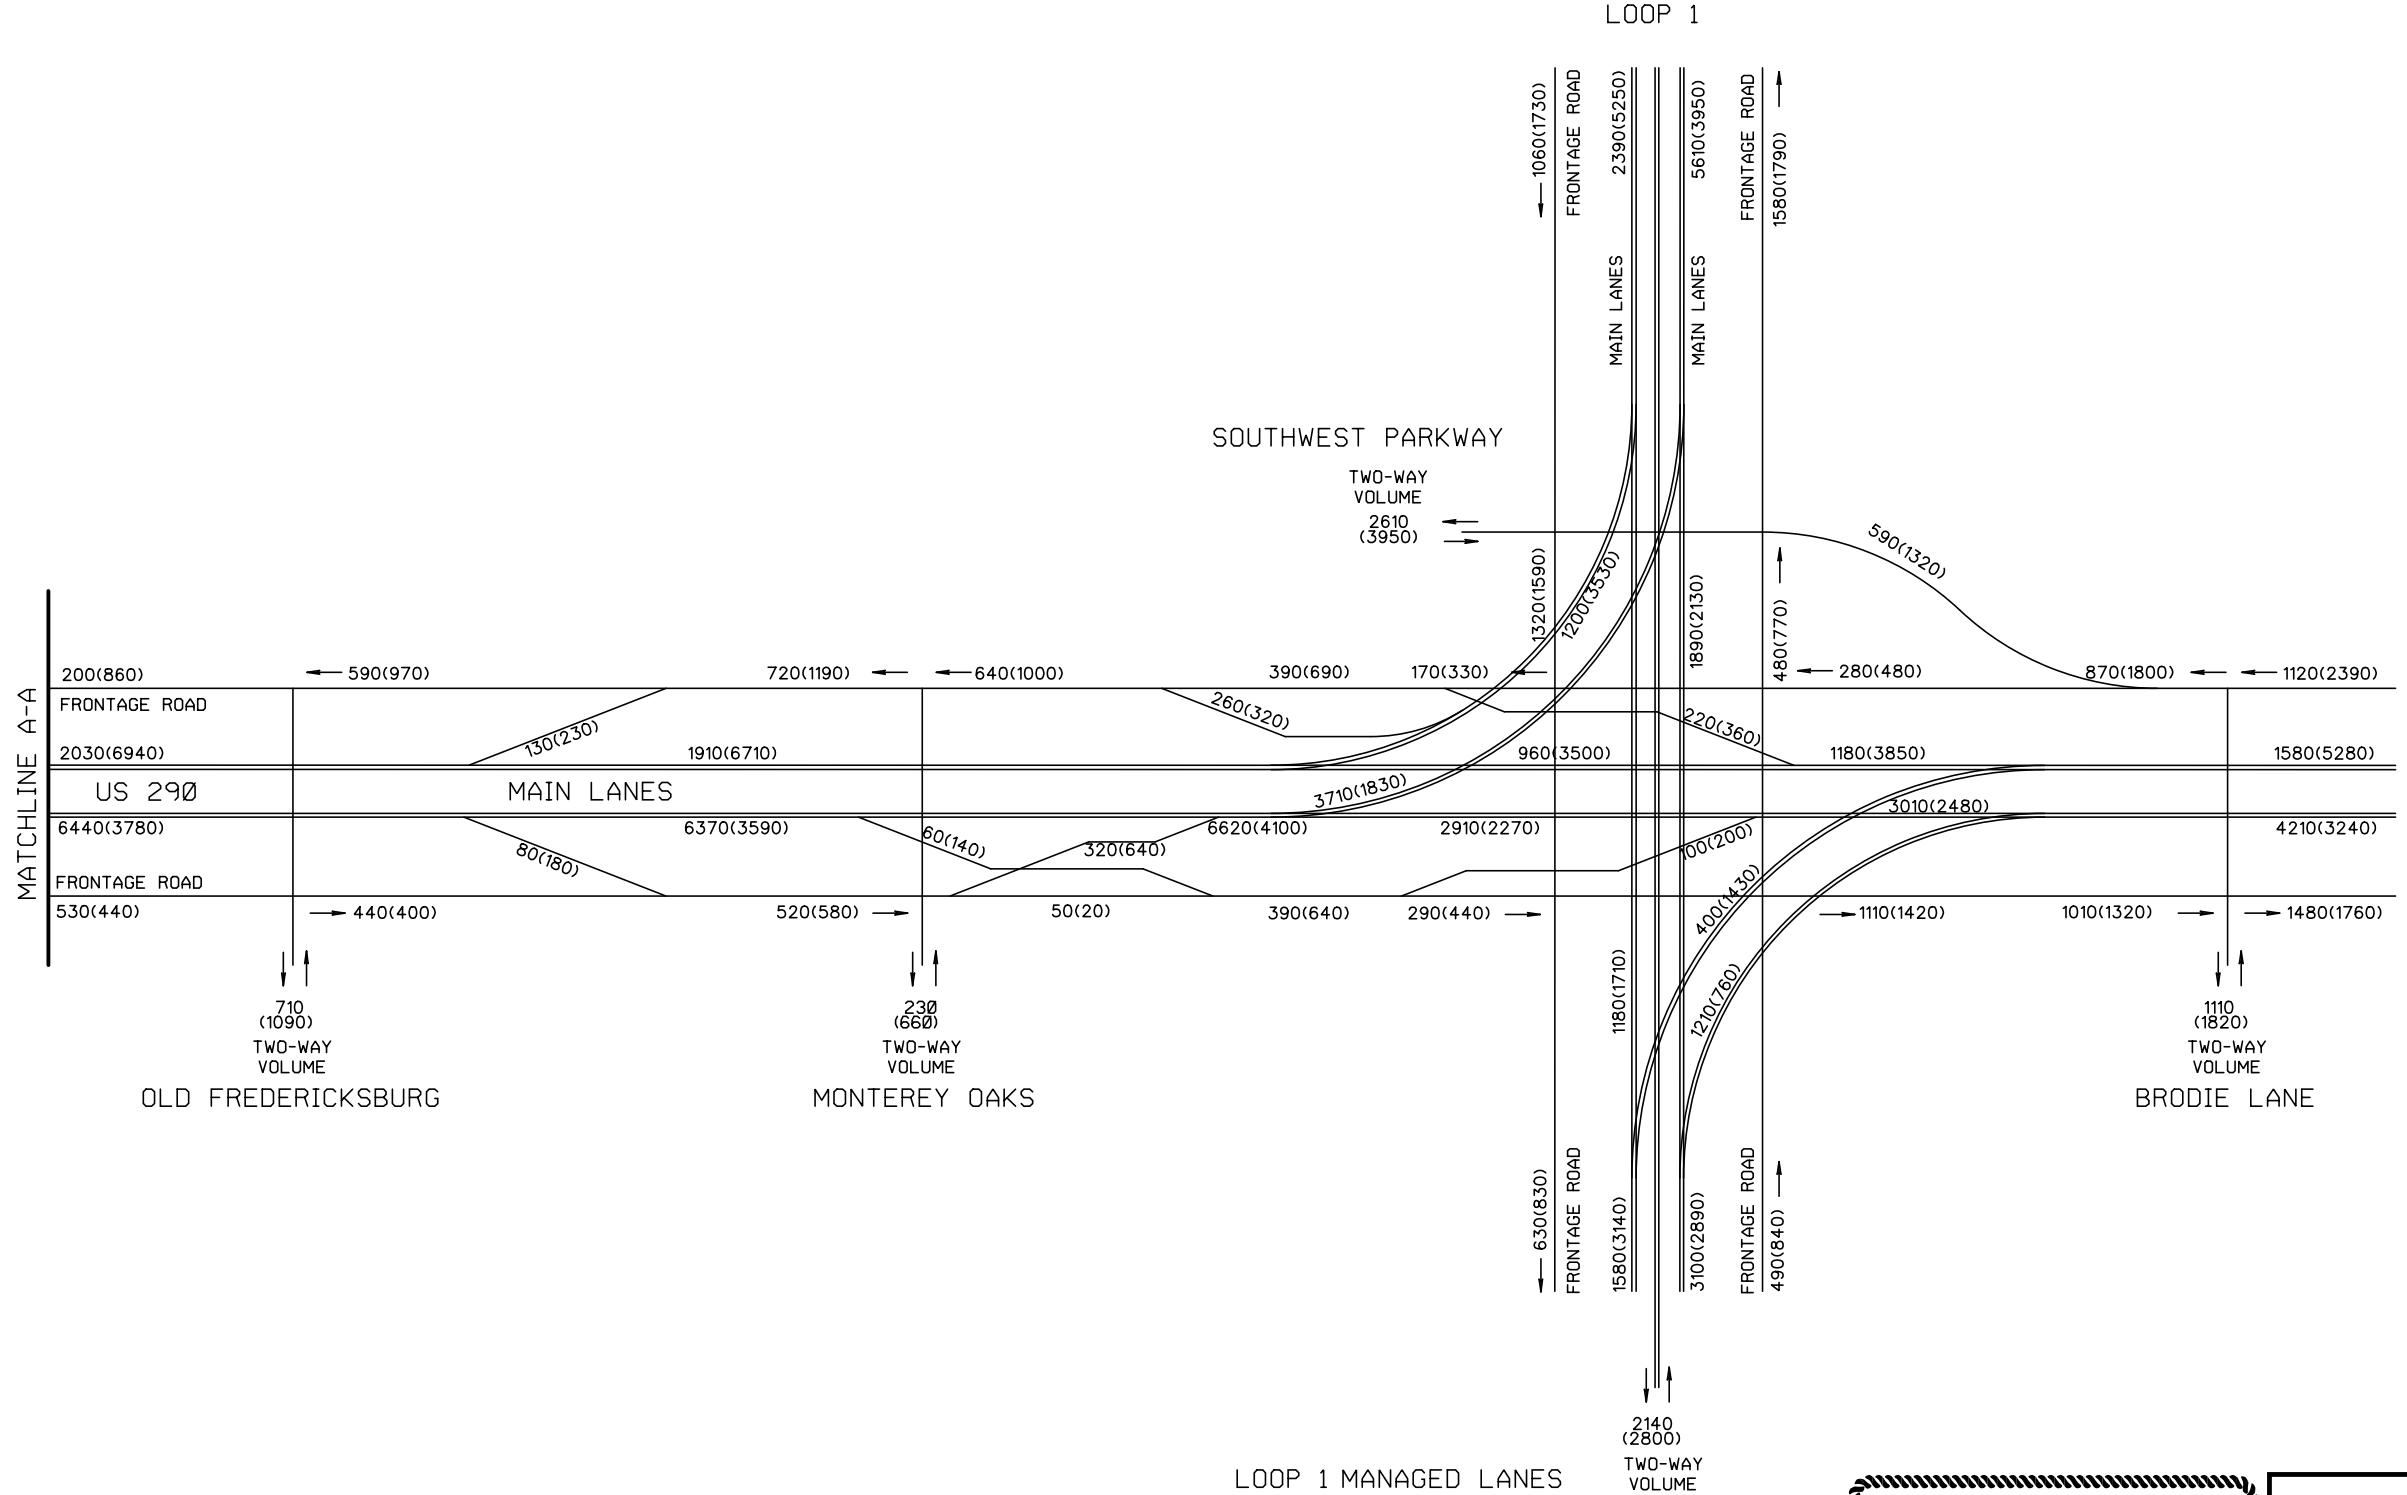 LOOP 1
1060(1730)
FRONTAGE ROAD
2390(5250)
5610(3950)
FRONTAGE ROAD
1580(1790)
MAIN LANES
MAIN LANES
SOUTHWEST PARKWAY
TWO-WAY
VOLUME
2610
(3950)
590(1320)
1320(1590)
1200(3530)
1890(2130)
480(770)
MATCHLINE A-A
200(860)
590(970)
720(1190)
640(1000)
390(690)
170(330)
280(480)
870(1800)
1120(2390)
FRONTAGE ROAD
260(320)
220(360)
130(230)
2030(6940)
1910(6710)
960(3500)
1180(3850)
1580(5280)
US 290
MAIN LANES
3710(1830)
3010(2480)
6440(3780)
6370(3590)
60(140)
6620(4100)
2910(2270)
100(200)
4210(3240)
80(180)
320(640)
FRONTAGE ROAD
530(440)
440(400)
520(580)
50(20)
390(640)
290(440)
400(1430)
1110(1420)
1010(1320)
1480(1760)
1180(1710)
1210(760)
710
(1090)
TWO-WAY
VOLUME
OLD FREDERICKSBURG
230
(660)
TWO-WAY
VOLUME
MONTEREY OAKS
1110
(1820)
TWO-WAY
VOLUME
BRODIE LANE
630(830)
FRONTAGE ROAD
1580(3140)
3100(2890)
FRONTAGE ROAD
490(840)
2140
(2800)
TWO-WAY
VOLUME
LOOP 1 MANAGED LANES